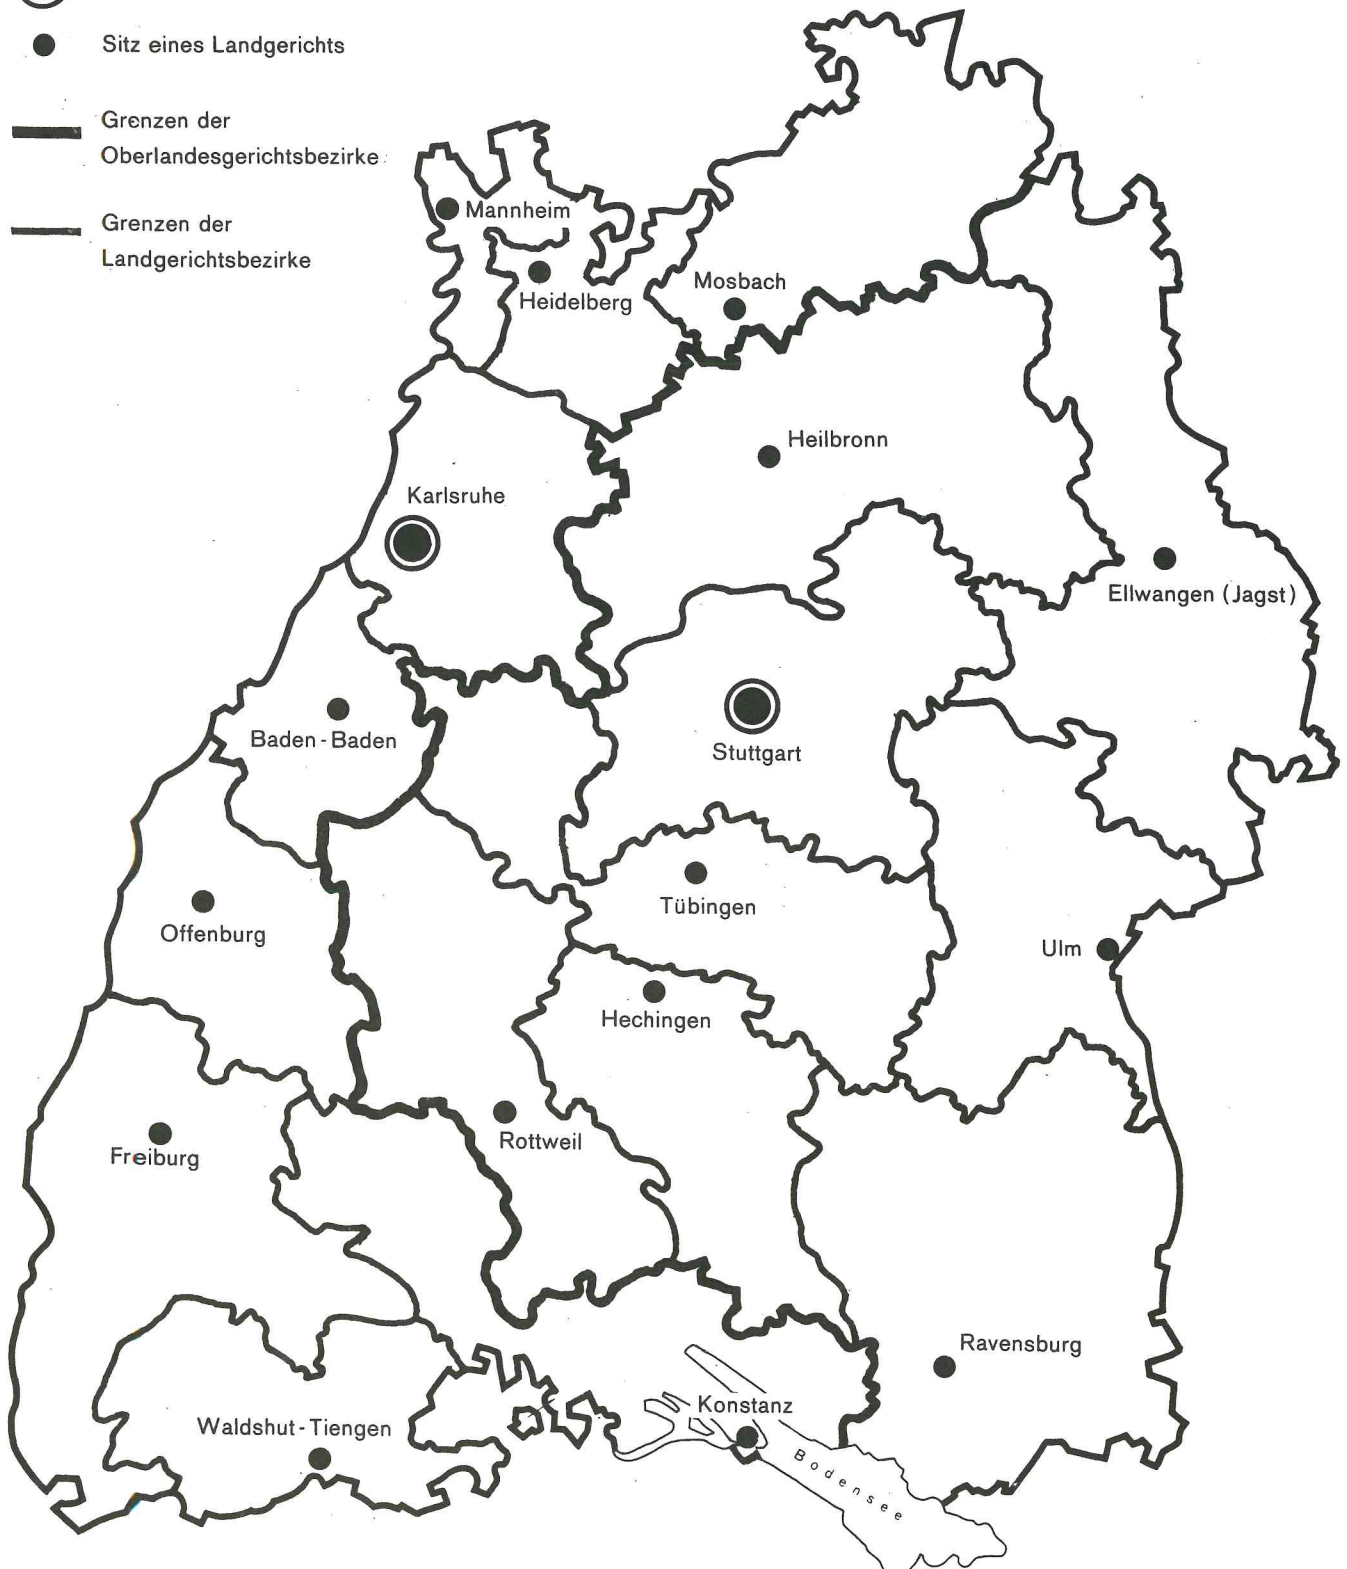 Sitz eines Landgerichts
Grenzen der
Oberlandesgerichtsbezirke
Grenzen der
Landgerichtsbezirke
Mannheim
Heidelberg
Mosbach
Heilbronn
Karlsruhe
Ellwangen (Jagst)
Baden-Baden
Stuttgart
Tübingen
Offenburg
Ulm
Hechingen
Rottweil
Freiburg
Ravensburg
Konstanz
Waldshut-Tiengen
Bodensee